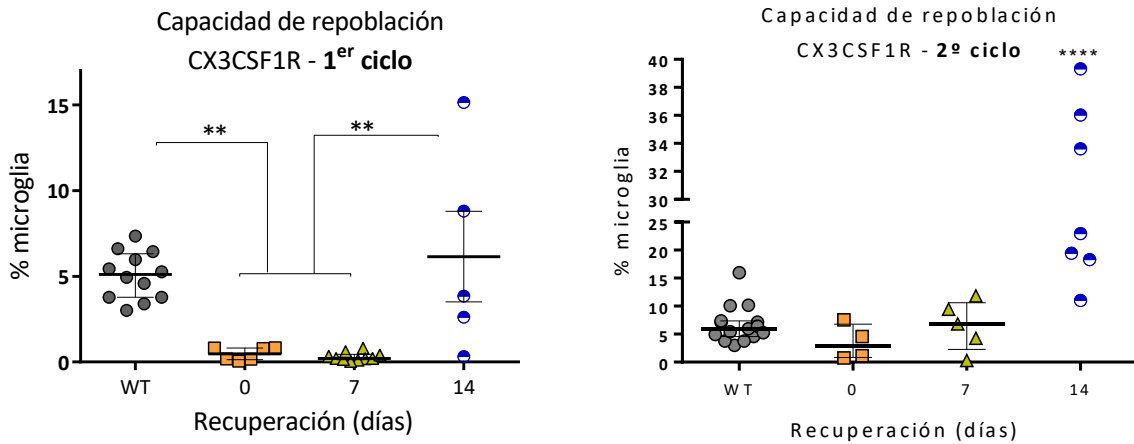 Capacidad de repoblación
CX3CSF1R - 1er ciclo
% microglia
15
10
5
0
**
**
WT
0
7
14
Recuperación (días)
Capacidad de repoblación
CX3CSF1R - 2º ciclo
% microglia
40
38
36
34
32
30
25
20
15
10
5
0
****
WT
0
7
14
Recuperación (días)